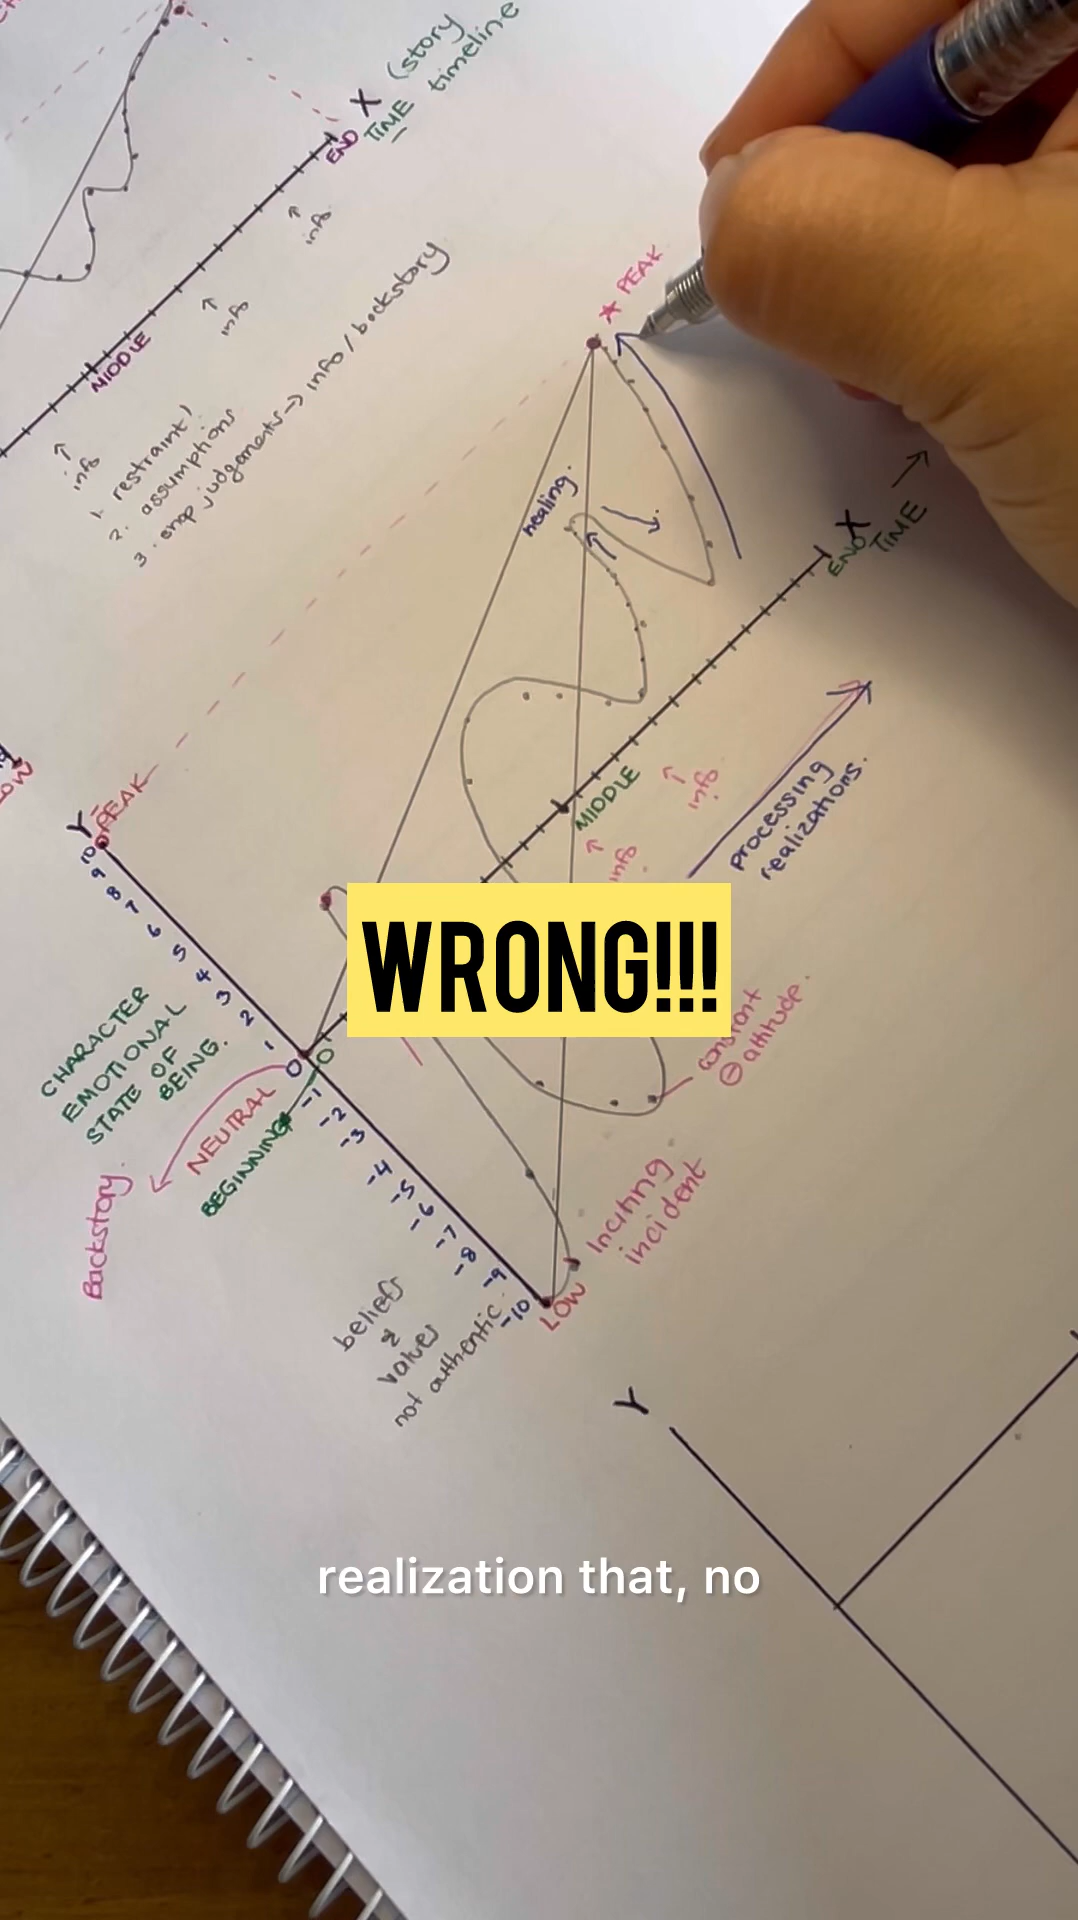 X (story
TIME timeline
END
↑
info
↑
info
MIDDLE
↑
info
1. restraint!
2. assumptions
3. snap judgements → info / backstory
★ PEAK
healing.
X
END TIME →
MIDDLE
↑
info
↑
info
processing
realizations.
LOW
Y
PEAK
10
9
8
7
6
5
4
3
2
1
0
0
-1
-2
-3
-4
-5
-6
-7
-8
-9
-10
LOW
CHARACTER
EMOTIONAL
STATE OF
BEING.
NEUTRAL
BEGINNING
Backstory.
WRONG!!!
constant
⊖ attitude.
Inciting
incident
beliefs
&
values
not authentic.
Y
realization that, no